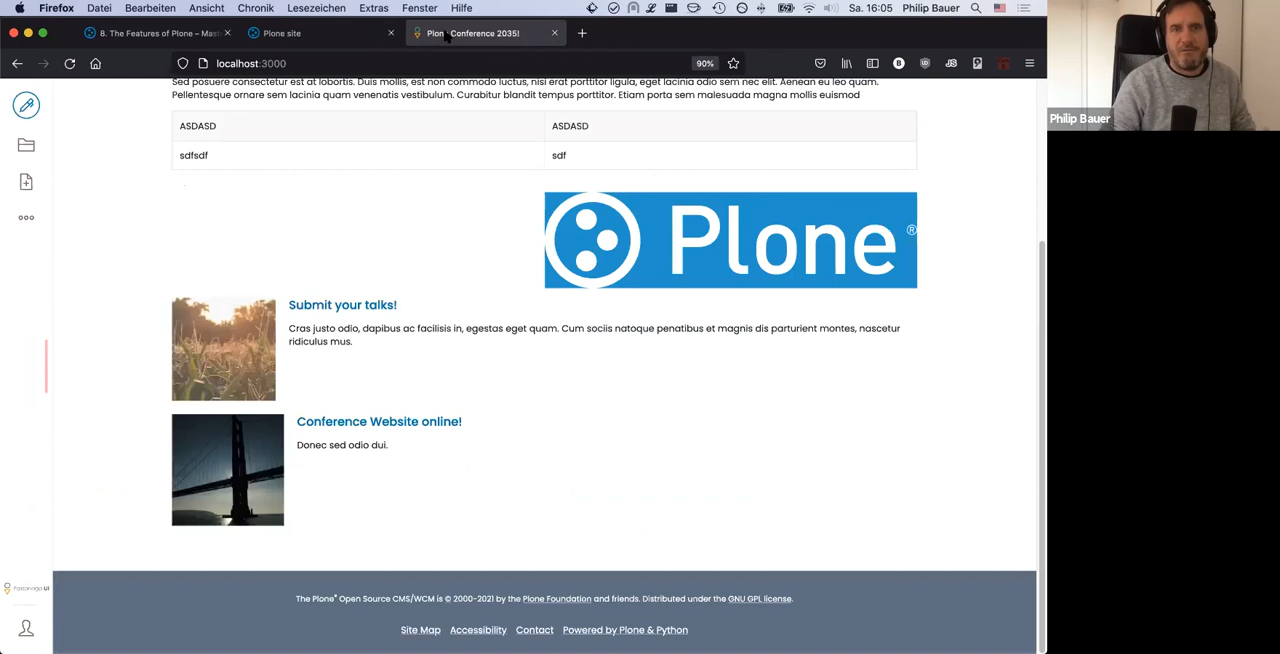 Firefox Datei Bearbeiten Ansicht Chronik Lesezeichen Extras Fenster Hilfe Sa. 16:05 Philip Bauer
8. The Features of Plone – Mast Plone site Plone Conference 2035!
localhost:3000 90%
Philip Bauer
Sed posuere consectetur est at lobortis. Duis mollis, est non commodo luctus, nisi erat porttitor ligula, eget lacinia odio sem nec elit. Aenean eu leo quam.
Pellentesque ornare sem lacinia quam venenatis vestibulum. Curabitur blandit tempus porttitor. Etiam porta sem malesuada magna mollis euismod
ASDASD ASDASD
sdfsdf sdf
Plone®
Submit your talks!
Cras justo odio, dapibus ac facilisis in, egestas eget quam. Cum sociis natoque penatibus et magnis dis parturient montes, nascetur
ridiculus mus.
Conference Website online!
Donec sed odio dui.
Pastanaga UI
The Plone® Open Source CMS/WCM is © 2000-2021 by the Plone Foundation and friends. Distributed under the GNU GPL license.
Site Map Accessibility Contact Powered by Plone & Python